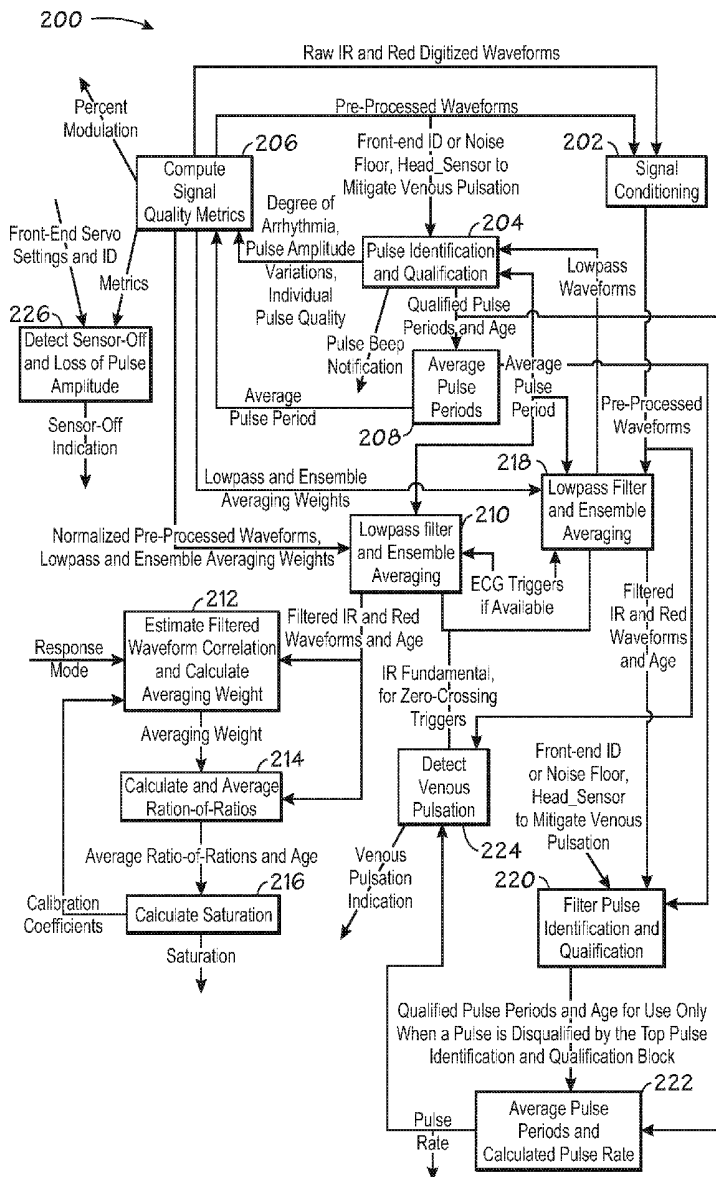 200
Raw IR and Red Digitized Waveforms
Percent
Modulation
Pre-Processed Waveforms
206
Compute
Signal
Quality Metrics
Front-end ID or Noise
Floor, Head_Sensor to
Mitigate Venous Pulsation
202
Signal
Conditioning
Front-End Servo
Settings and ID
Metrics
Degree of
Arrhythmia,
Pulse Amplitude
Variations,
Individual
Pulse Quality
204
Pulse Identification
and Qualification
Lowpass
Waveforms
226
Detect Sensor-Off
and Loss of Pulse
Amplitude
Sensor-Off
Indication
Pulse Beep
Notification
Qualified Pulse
Periods and Age
Average
Pulse
Periods
208
Average
Pulse Period
Average
Pulse
Period
Pre-Processed
Waveforms
Lowpass and Ensemble
Averaging Weights
218
Lowpass Filter
and Ensemble
Averaging
Normalized Pre-Processed Waveforms,
Lowpass and Ensemble Averaging Weights
210
Lowpass filter
and Ensemble
Averaging
ECG Triggers
if Available
212
Estimate Filtered
Waveform Correlation
and Calculate
Averaging Weight
Response
Mode
Filtered IR and Red
Waveforms and Age
Filtered
IR and Red
Waveforms
and Age
IR Fundamental,
for Zero-Crossing
Triggers
Averaging Weight
214
Calculate and Average
Ration-of-Ratios
Detect
Venous
Pulsation
224
Front-end ID
or Noise Floor,
Head_Sensor
to Mitigate Venous
Pulsation
Average Ratio-of-Rations and Age
216
Calculate Saturation
Calibration
Coefficients
Saturation
Venous
Pulsation
Indication
220
Filter Pulse
Identification and
Qualification
Qualified Pulse Periods and Age for Use Only
When a Pulse is Disqualified by the Top Pulse
Identification and Qualification Block
222
Average Pulse
Periods and
Calculated Pulse Rate
Pulse
Rate